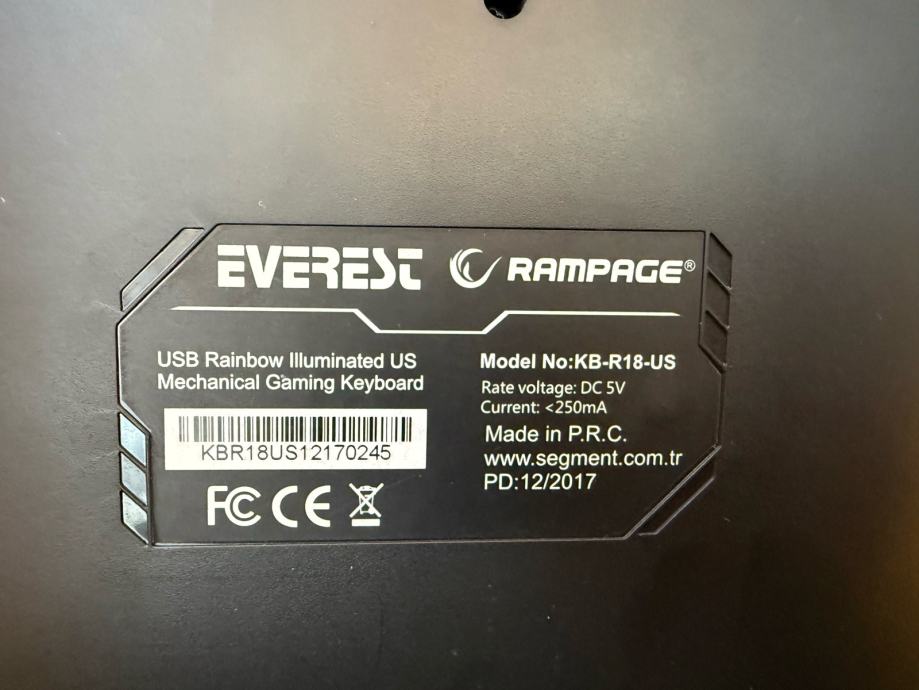 EVEREST RAMPAGE®
USB Rainbow Illuminated US
Mechanical Gaming Keyboard
KBR18US12170245
FC CE
Model No:KB-R18-US
Rate voltage: DC 5V
Current: <250mA
Made in P.R.C.
www.segment.com.tr
PD:12/2017